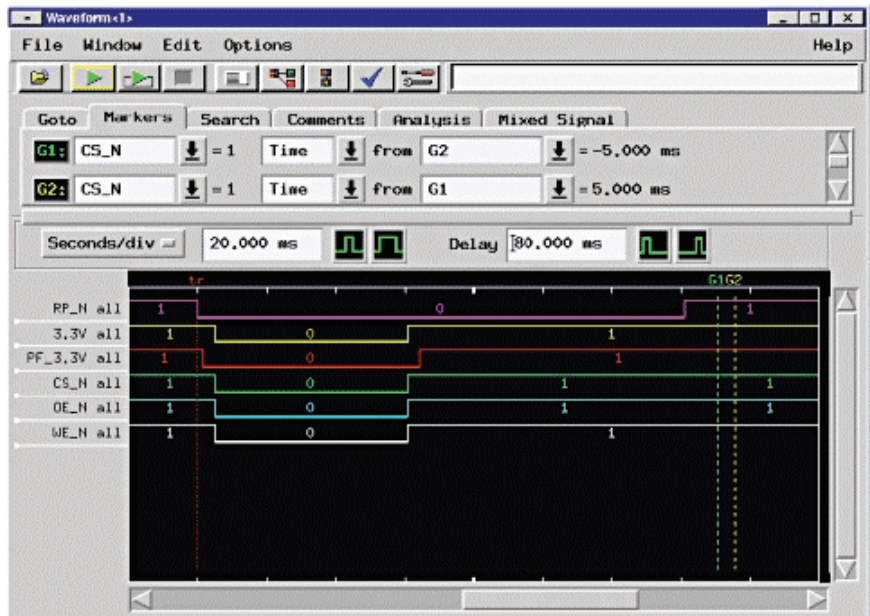 Waveform<1>
File Window Edit Options Help
Goto Markers Search Comments Analysis Mixed Signal
G1: CS_N = 1 Time from G2 = -5.000 ms
G2: CS_N = 1 Time from G1 = 5.000 ms
Seconds/div 20.000 ms Delay 80.000 ms
tr G1 G2
RP_N all 1 0 1
3.3V all 1 0 1
PF_3.3V all 1 0 1
CS_N all 1 0 1 1
OE_N all 1 0 1 1
WE_N all 1 0 1